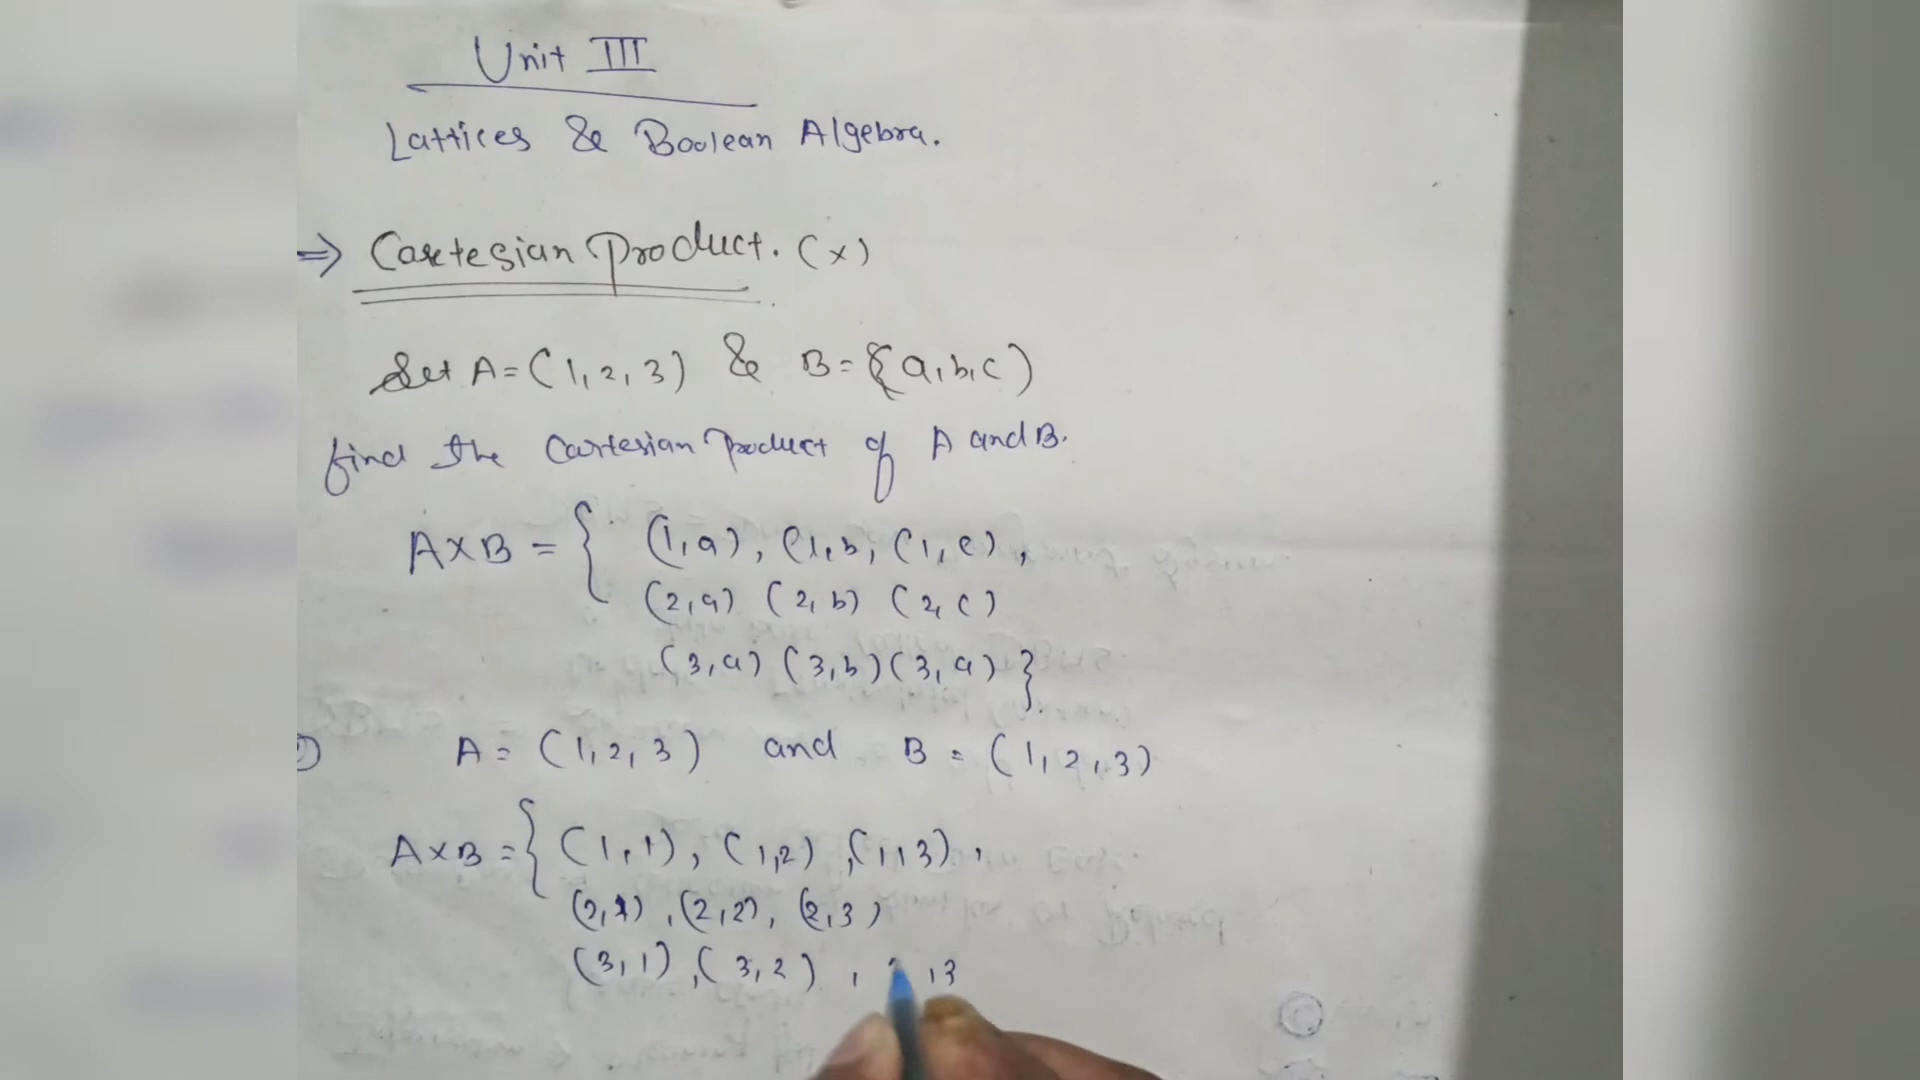 Unit III
Lattices & Boolean Algebra.
⇒ Cartesian Product. (x)
Set A = (1, 2, 3) & B = {a, b, c)
find the Cartesian Product of A and B.
A X B = { (1, a), (1, b, (1, c),
(2, a) (2, b) (2, c)
(3, a) (3, b) (3, a) }.
A = (1, 2, 3) and B = (1, 2, 3)
A x B = { (1, 1), (1, 2), (1, 3),
(2, 1), (2, 2), (2, 3)
(3, 1), (3, 2), , 3